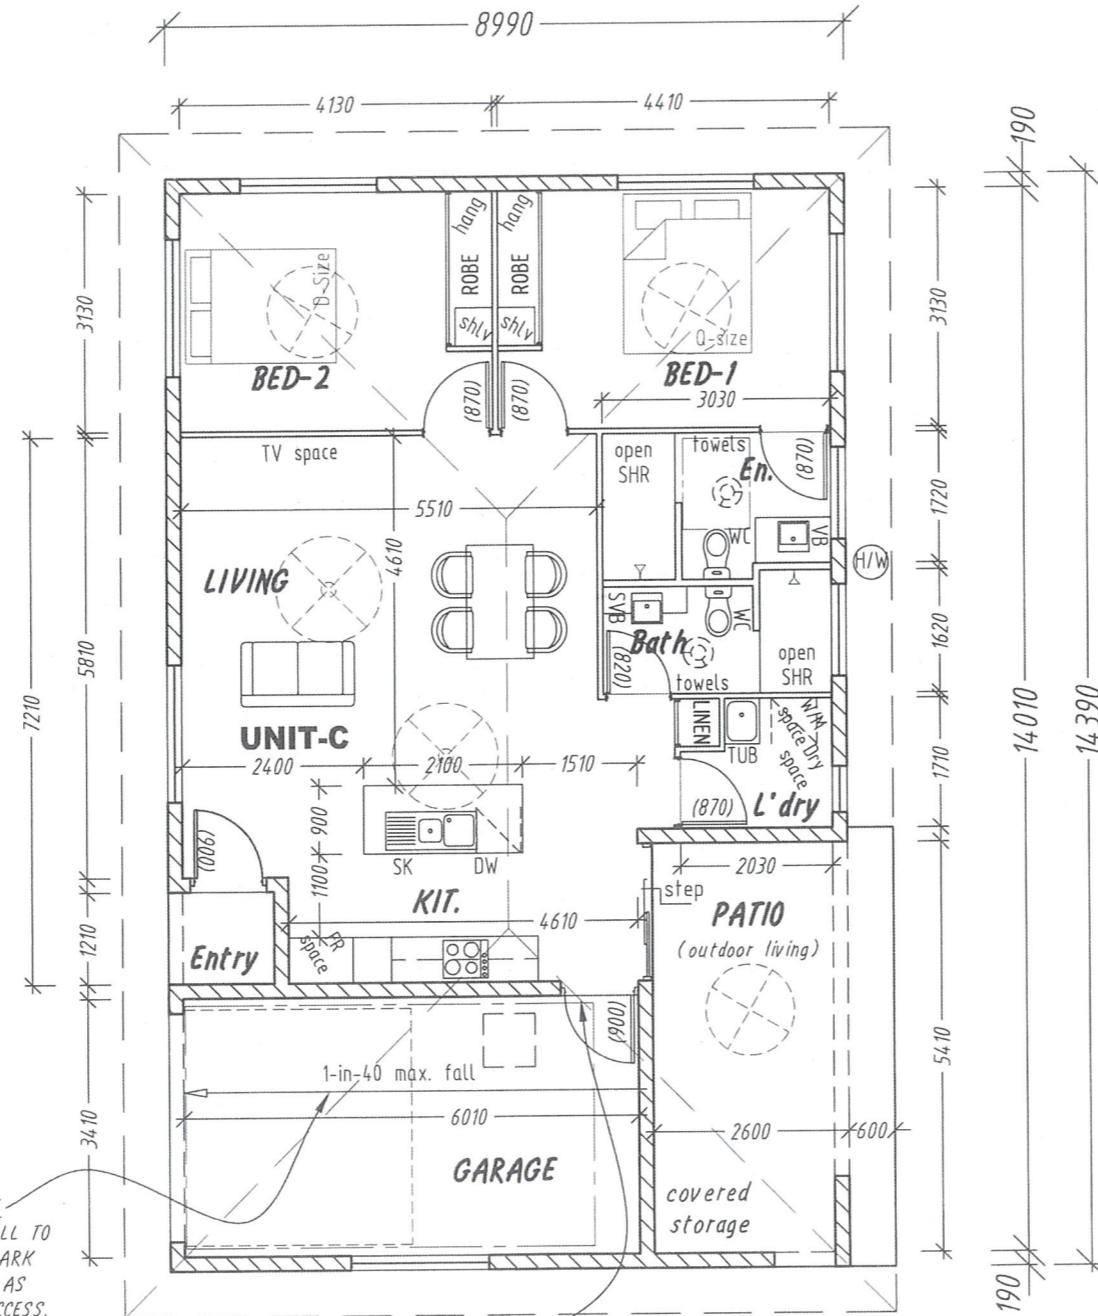 8990
4130
4410
190
hang
hang
ROBE
ROBE
shlv
shlv
D-Size
Q-size
3130
3130
BED-2
BED-1
(870)
(870)
3030
TV space
open
SHR
towels
En.
(870)
5510
1720
WC
VB
H/W
4610
LIVING
SVB
WC
Bath
1620
5810
7210
(820)
towels
open
SHR
14010
14390
UNIT-C
LINEN
TUB
W/M
space
Dry
space
1710
2400
2100
1510
(870)
L'dry
900
(900)
SK
DW
2030
1100
step
KIT.
4610
PATIO
(outdoor living)
1210
Entry
FR
space
(900)
5410
1-in-40 max. fall
6010
2600
600
3410
GARAGE
covered
storage
LL TO
ARK
AS
CCESS.
190